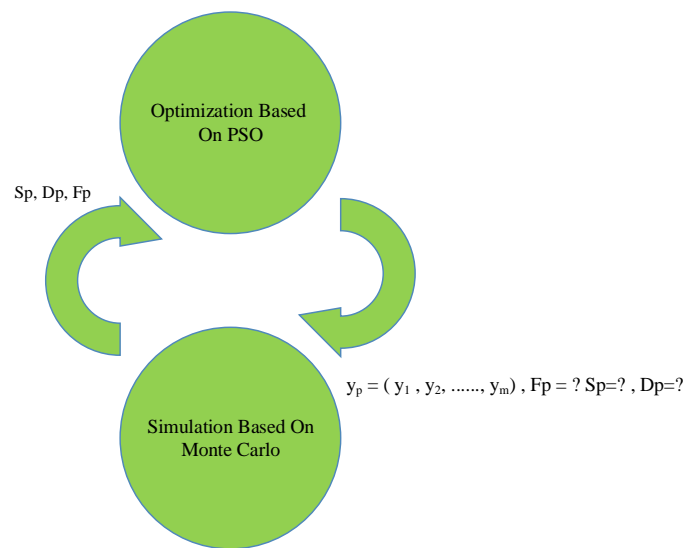 Optimization Based
On PSO
Sp, Dp, Fp
yₚ = ( y₁ , y₂, ......, yₘ) , Fp = ? Sp=? , Dp=?
Simulation Based On
Monte Carlo